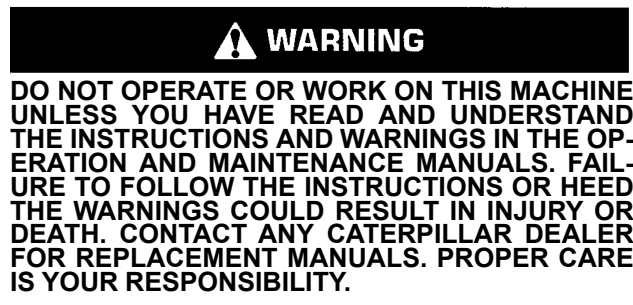 WARNING
DO NOT OPERATE OR WORK ON THIS MACHINE
UNLESS YOU HAVE READ AND UNDERSTAND
THE INSTRUCTIONS AND WARNINGS IN THE OP-
ERATION AND MAINTENANCE MANUALS. FAIL-
URE TO FOLLOW THE INSTRUCTIONS OR HEED
THE WARNINGS COULD RESULT IN INJURY OR
DEATH. CONTACT ANY CATERPILLAR DEALER
FOR REPLACEMENT MANUALS. PROPER CARE
IS YOUR RESPONSIBILITY.